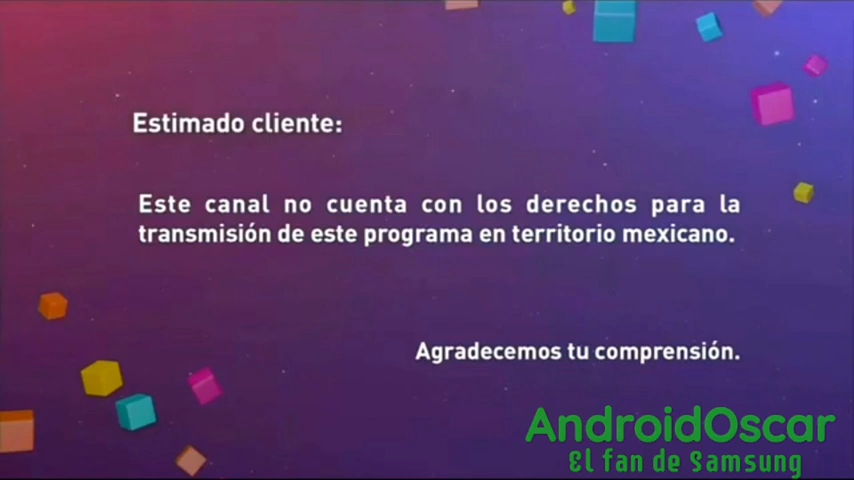 Estimado cliente:
Este canal no cuenta con los derechos para la
transmisión de este programa en territorio mexicano.
Agradecemos tu comprensión.
AndroidOscar
El fan de Samsung